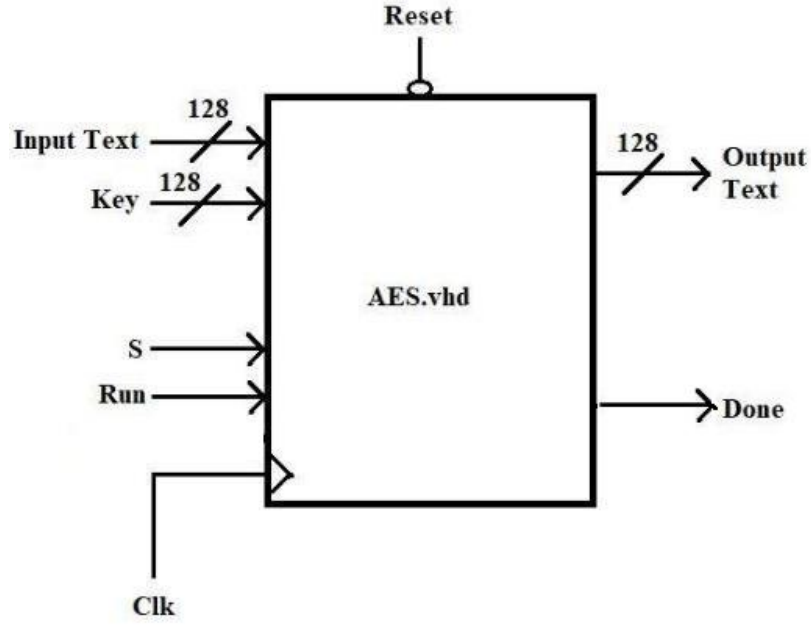 Reset
128
Input Text
128
Key
128
Output
Text
AES.vhd
S
Run
Done
Clk